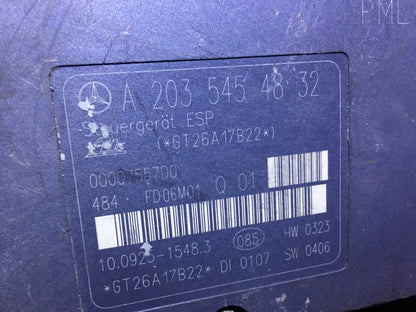 PML
A 203 545 48 32
Steuergerät ESP
(*GT26A17B22*)
00007557D0
484 FD06M01 Q 01
10.0925-1548.3 085 HW 0323
*GT26A17B22* DI 0107 SW 0406